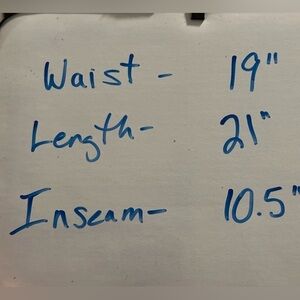 Waist - 19"
Length- 21"
Inseam- 10.5"